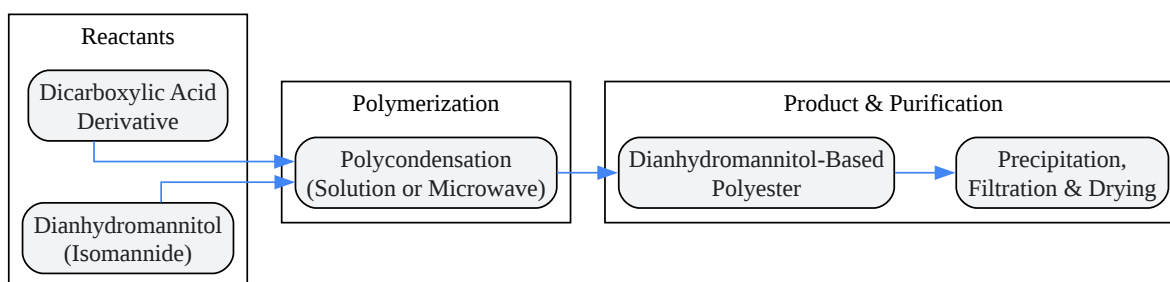 Reactants
Dicarboxylic Acid
Derivative
Dianhydromannitol
(Isomannide)
Polymerization
Polycondensation
(Solution or Microwave)
Product & Purification
Dianhydromannitol-Based
Polyester
Precipitation,
Filtration & Drying